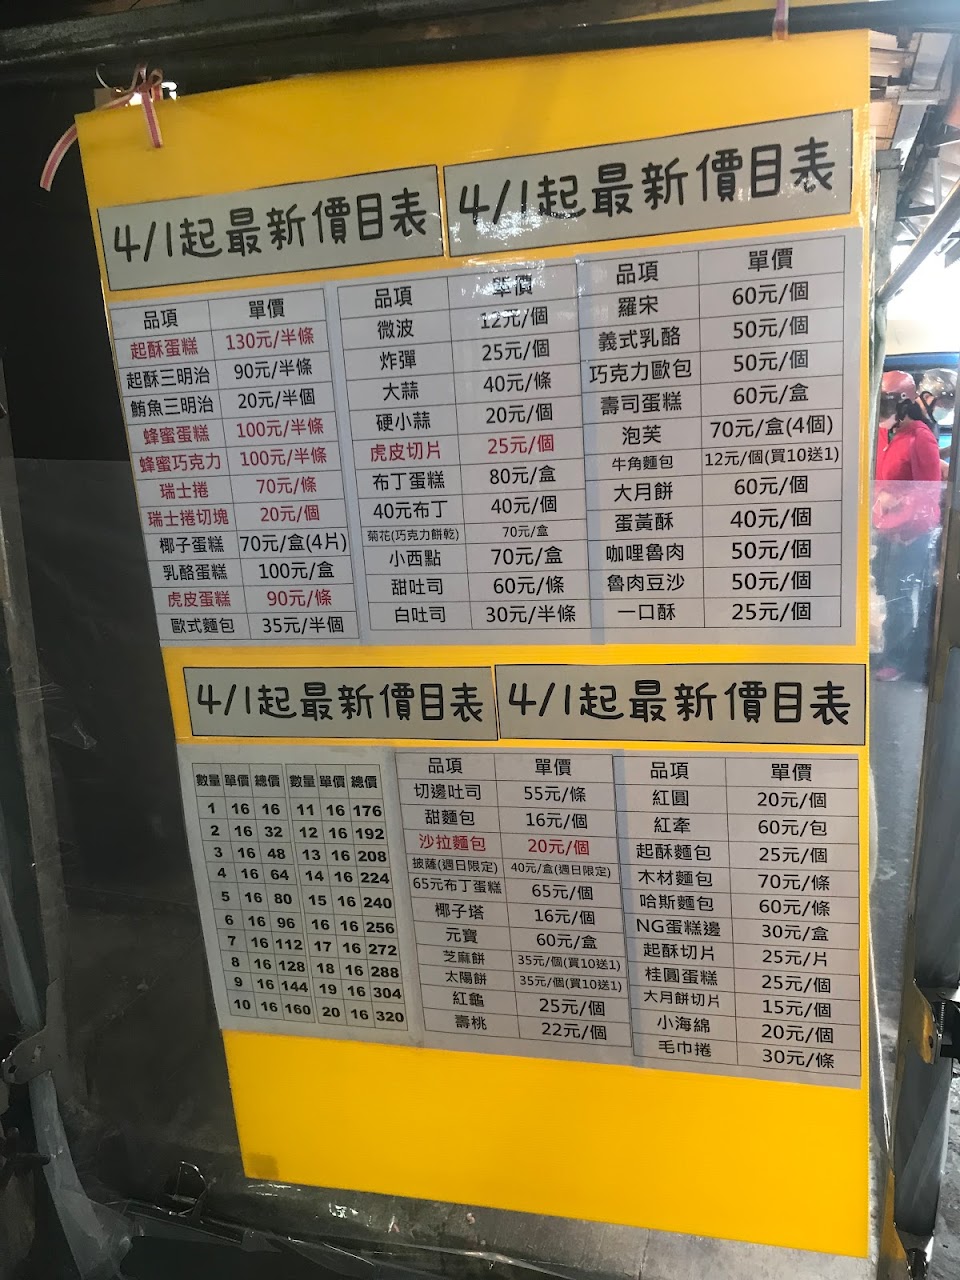 4/1起最新價目表
4/1起最新價目表
品項 單價
起酥蛋糕 130元/半條
起酥三明治 90元/半條
鮪魚三明治 20元/半個
蜂蜜蛋糕 100元/半條
蜂蜜巧克力 100元/半條
瑞士捲 70元/條
瑞士捲切塊 20元/個
椰子蛋糕 70元/盒(4片)
乳酪蛋糕 100元/盒
虎皮蛋糕 90元/條
歐式麵包 35元/半個
品項 單價
微波 12元/個
炸彈 25元/個
大蒜 40元/條
硬小蒜 20元/個
虎皮切片 25元/個
布丁蛋糕 80元/盒
40元布丁 40元/個
菊花(巧克力餅乾) 70元/盒
小西點 70元/盒
甜吐司 60元/條
白吐司 30元/半條
品項 單價
羅宋 60元/個
義式乳酪 50元/個
巧克力歐包 50元/個
壽司蛋糕 60元/盒
泡芙 70元/盒(4個)
牛角麵包 12元/個(買10送1)
大月餅 60元/個
蛋黃酥 40元/個
咖哩魯肉 50元/個
魯肉豆沙 50元/個
一口酥 25元/個
4/1起最新價目表
4/1起最新價目表
數量 單價 總價 數量 單價 總價
1 16 16 11 16 176
2 16 32 12 16 192
3 16 48 13 16 208
4 16 64 14 16 224
5 16 80 15 16 240
6 16 96 16 16 256
7 16 112 17 16 272
8 16 128 18 16 288
9 16 144 19 16 304
10 16 160 20 16 320
品項 單價
切邊吐司 55元/條
甜麵包 16元/個
沙拉麵包 20元/個
披薩(週日限定) 40元/盒(週日限定)
65元布丁蛋糕 65元/個
椰子塔 16元/個
元寶 60元/盒
芝麻餅 35元/個(買10送1)
太陽餅 35元/個(買10送1)
紅龜 25元/個
壽桃 22元/個
品項 單價
紅圓 20元/個
紅牽 60元/包
起酥麵包 25元/個
木材麵包 70元/條
哈斯麵包 60元/條
NG蛋糕邊 30元/盒
起酥切片 25元/片
桂圓蛋糕 25元/個
大月餅切片 15元/個
小海綿 20元/個
毛巾捲 30元/條